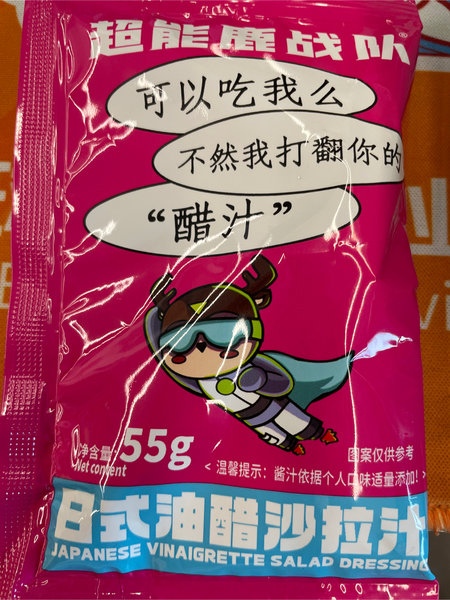 超能鹿战队®
可以吃我么
不然我打翻你的
“醋汁”
净含量
Net content
55g
图案仅供参考
< 温馨提示：酱汁依据个人口味适量添加! >
日式油醋沙拉汁
JAPANESE VINAIGRETTE SALAD DRESSING
业
vi